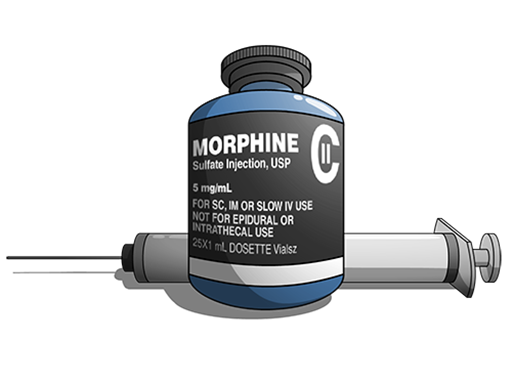 MORPHINE
Sulfate Injection, USP
CII
5 mg/mL
FOR SC, IM OR SLOW IV USE
NOT FOR EPIDURAL OR
INTRATHECAL USE
25X1 mL DOSETTE Vialsz